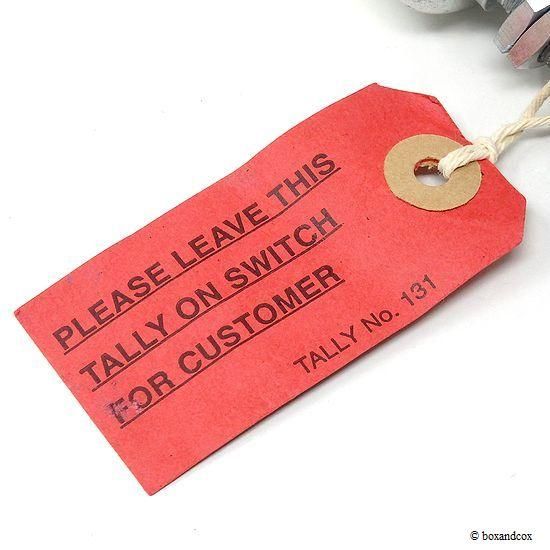 PLEASE LEAVE THIS
TALLY ON SWITCH
FOR CUSTOMER
TALLY No. 131
© boxandcox